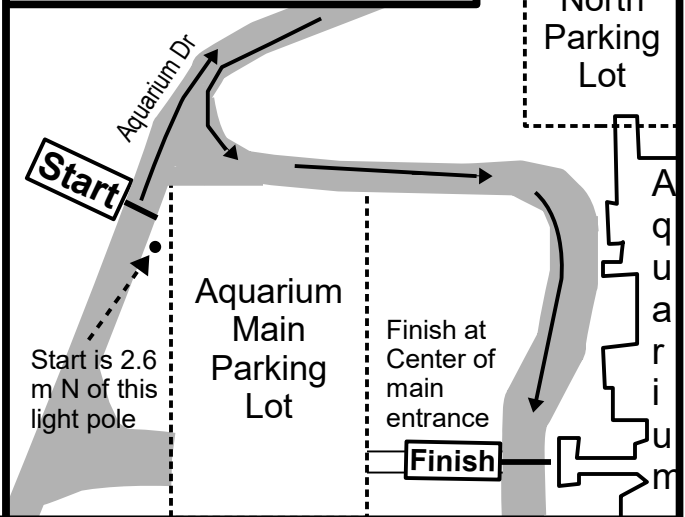 North
Parking
Lot
Aquarium Dr
Start
Aquarium
Main
Parking
Lot
Start is 2.6
m N of this
light pole
Finish at
Center of
main
entrance
Finish
Aquarium